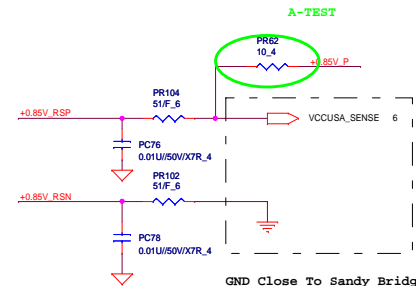 A-TEST
PR62
10_4
+0.85V_P
PR104
51/F_6
+0.85V_RSP
VCCUSA_SENSE 6
PC76
0.01U//50V/X7R_4
PR102
51/F_6
+0.85V_RSN
PC78
0.01U//50V/X7R_4
GND Close To Sandy Bridg